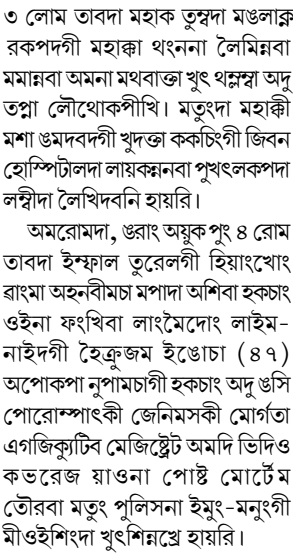 ৩ লোম তাবদা মহাক তুম্বদা মঙলাক্ন
রকপদগী মহাক্কা থংননা লৈমিন্নবা
মমান্নবা অমনা মথবাক্তা খুৎ থম্লম্বা অদু
তপ্না লৌথোকপীখি। মতুংদা মহাক্কী
মশা ঙমদবদগী খুদক্তা ককচিংগী জিবন
হোস্পিটালদা লায়কন্ননবা পুখৎলকপদা
লম্বীদা লৈখিদবনি হায়রি।
অমরোমদা, ঙরাং অয়ুক পুং ৪ রোম
তাবদা ইম্ফাল তুরেলগী হিয়াংখোং
ৱাংমা অহনবীমচা মপাদা অশিবা হকচাং
ওইনা ফংখিবা লাংমৈদোং লাইম-
নাইদগী হৈক্রুজম ইঙোচা (৪৭)
অপোকপা নুপামচাগী হকচাং অদু ঙসি
পোরোম্পাৎকী জেনিমসকী মোর্গতা
এগজিক্যুটিব মেজিষ্ট্রেট অমদি ভিদিও
কভরেজ য়াওনা পোষ্ট মোর্টেম
তৌরবা মতুং পুলিসনা ইমুং-মনুংগী
মীওইশিংদা খুৎশিন্নখ্রে হায়রি।